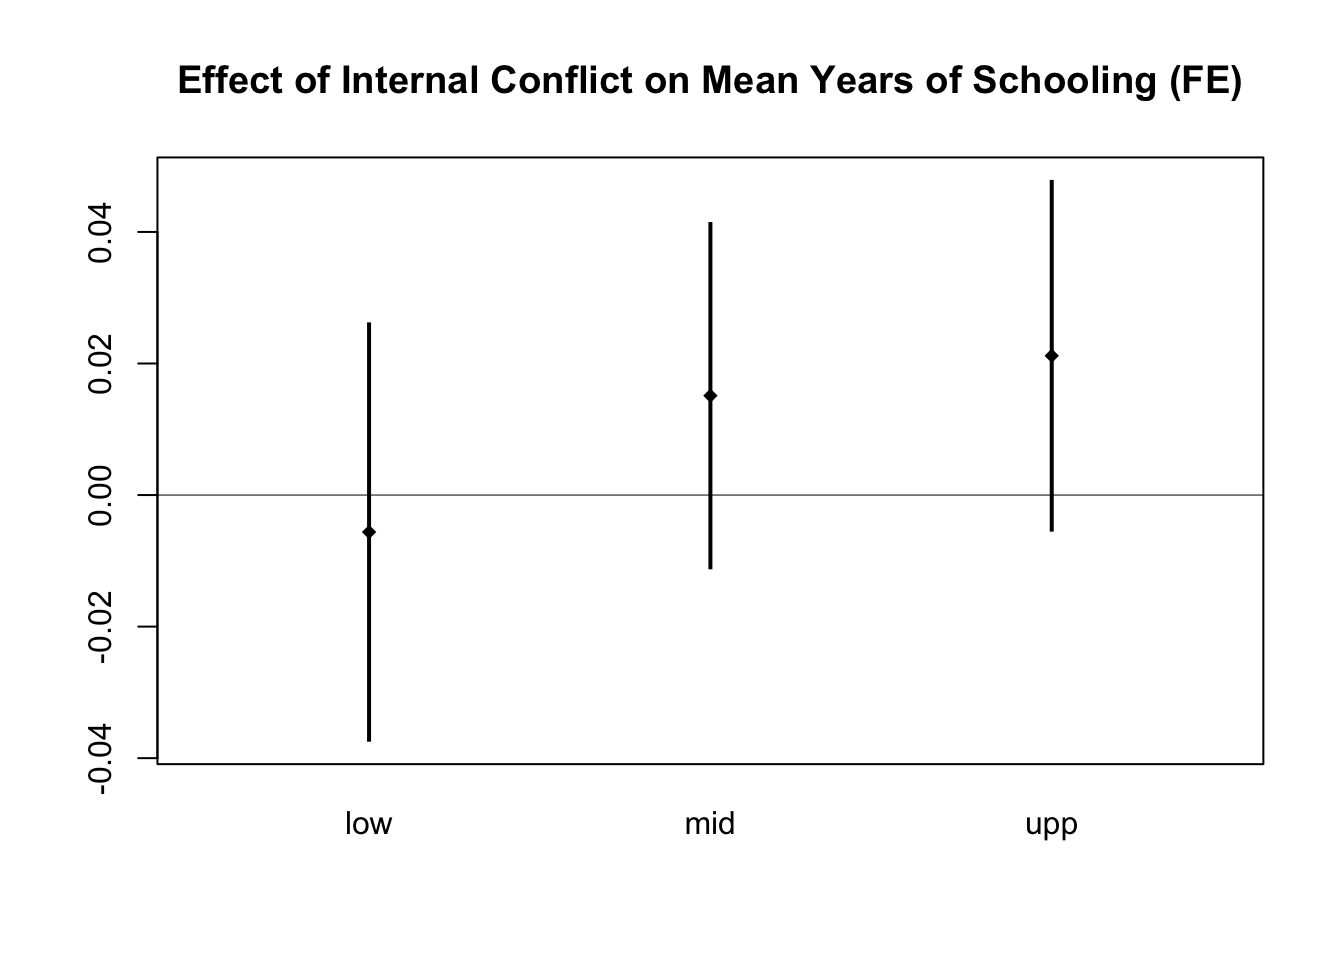 Effect of Internal Conflict on Mean Years of Schooling (FE)
0.04
0.02
0.00
-0.02
-0.04
low mid upp